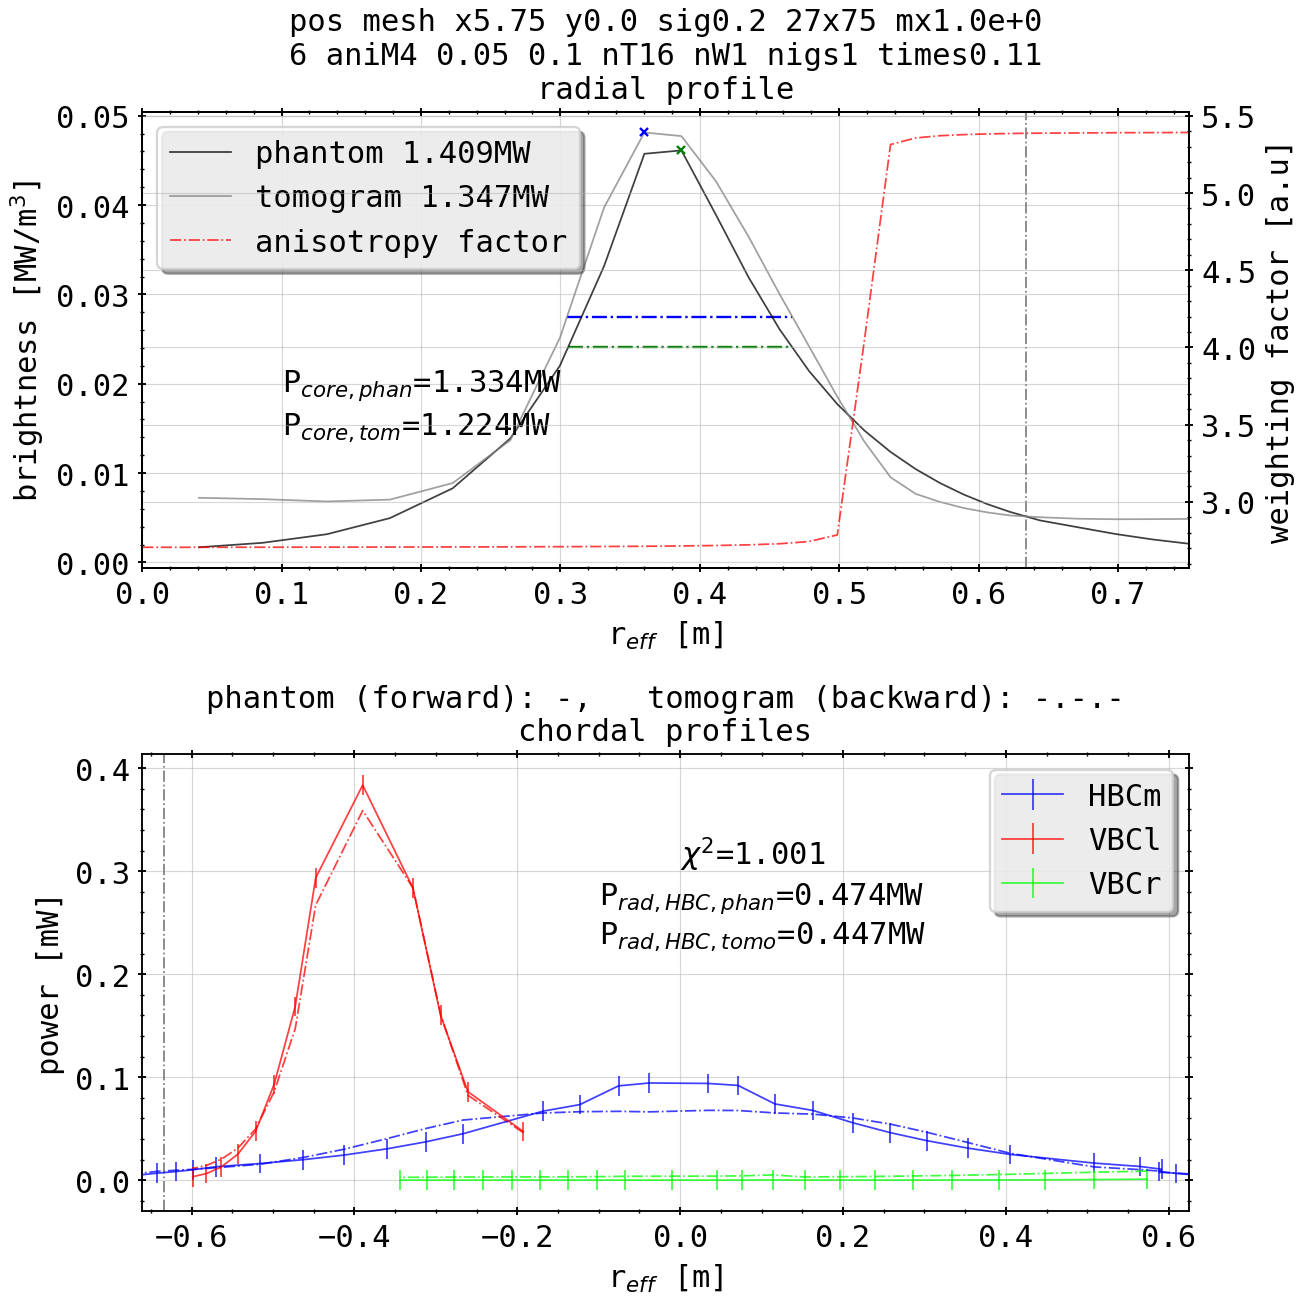 pos mesh x5.75 y0.0 sig0.2 27x75 mx1.0e+0
6 aniM4 0.05 0.1 nT16 nW1 nigs1 times0.11
radial profile
brightness [MW/m³]
0.05
0.04
0.03
0.02
0.01
0.00
phantom 1.409MW
tomogram 1.347MW
anisotropy factor
P_core,phan=1.334MW
P_core,tom=1.224MW
5.5
5.0
4.5
4.0
3.5
3.0
weighting factor [a.u]
0.0 0.1 0.2 0.3 0.4 0.5 0.6 0.7
r_eff [m]
phantom (forward): -,   tomogram (backward): -.-.-
chordal profiles
power [mW]
0.4
0.3
0.2
0.1
0.0
χ²=1.001
P_rad,HBC,phan=0.474MW
P_rad,HBC,tomo=0.447MW
HBCm
VBCl
VBCr
−0.6 −0.4 −0.2 0.0 0.2 0.4 0.6
r_eff [m]